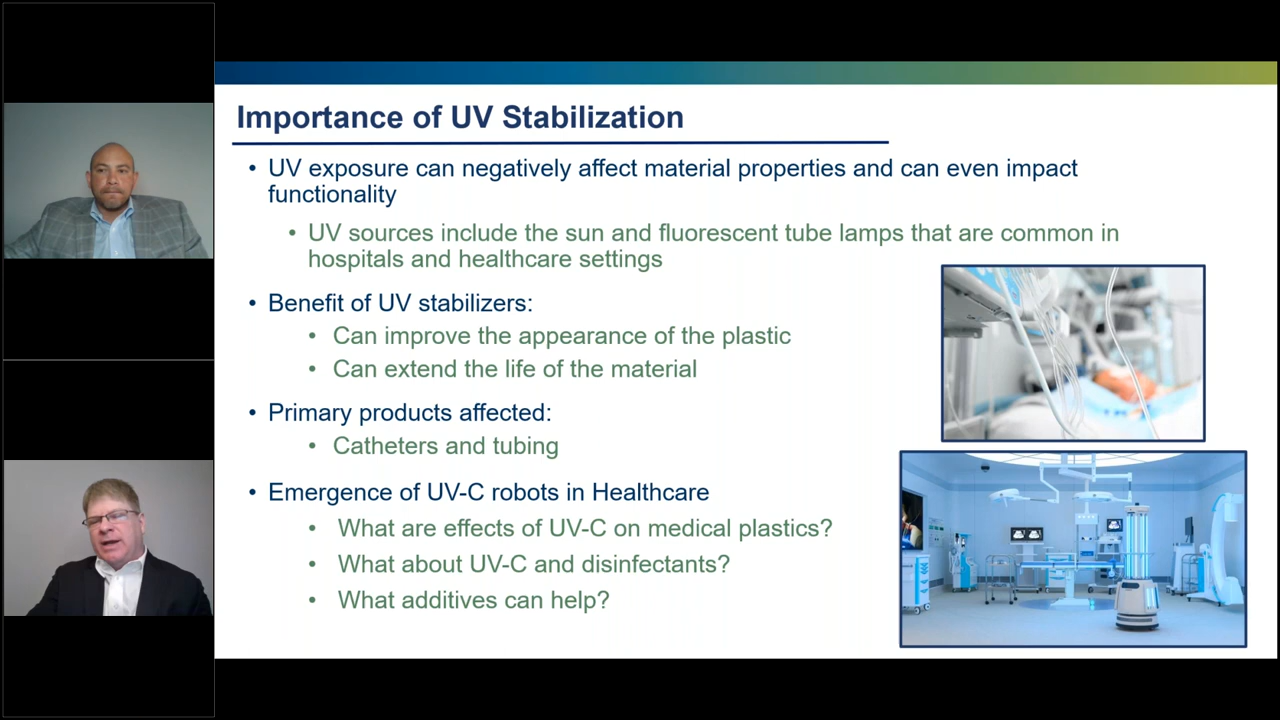 Importance of UV Stabilization
• UV exposure can negatively affect material properties and can even impact
functionality
• UV sources include the sun and fluorescent tube lamps that are common in
hospitals and healthcare settings
• Benefit of UV stabilizers:
• Can improve the appearance of the plastic
• Can extend the life of the material
• Primary products affected:
• Catheters and tubing
• Emergence of UV-C robots in Healthcare
• What are effects of UV-C on medical plastics?
• What about UV-C and disinfectants?
• What additives can help?